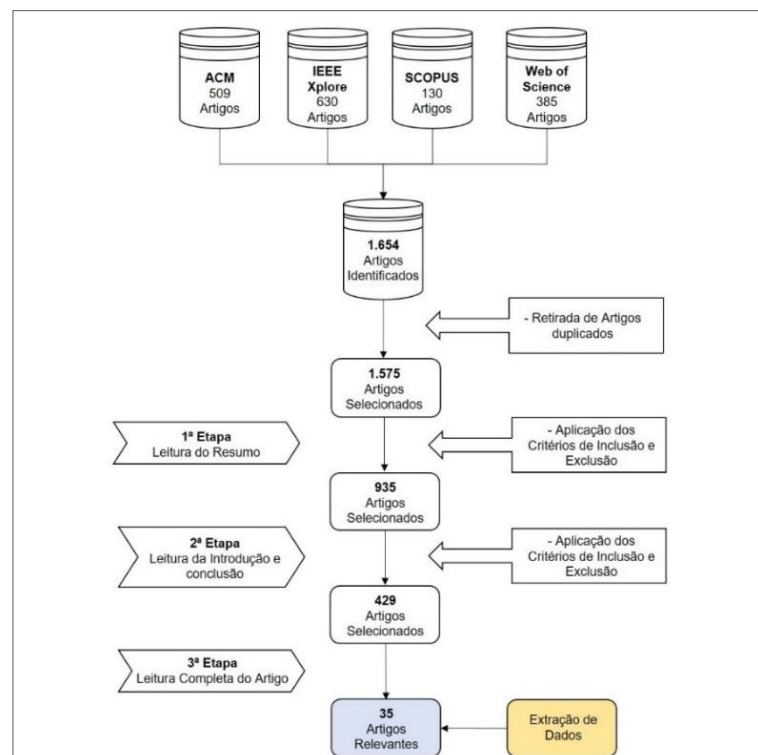 ACM
509
Artigos
IEEE
Xplore
630
Artigos
SCOPUS
130
Artigos
Web of
Science
385
Artigos
1.654
Artigos
Identificados
- Retirada de Artigos
duplicados
1.575
Artigos
Selecionados
1ª Etapa
Leitura do Resumo
- Aplicação dos
Critérios de Inclusão e
Exclusão
935
Artigos
Selecionados
2ª Etapa
Leitura da Introdução e
conclusão
- Aplicação dos
Critérios de Inclusão e
Exclusão
429
Artigos
Selecionados
3ª Etapa
Leitura Completa do Artigo
35
Artigos
Relevantes
Extração de
Dados